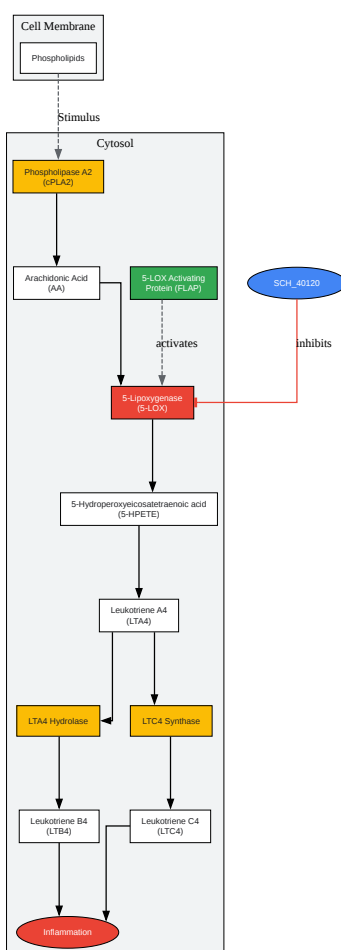 Cell Membrane
Phospholipids
Stimulus
Cytosol
Phospholipase A2
(cPLA2)
Arachidonic Acid
(AA)
5-LOX Activating
Protein (FLAP)
SCH_40120
activates
inhibits
5-Lipoxygenase
(5-LOX)
5-Hydroperoxyeicosatetraenoic acid
(5-HPETE)
Leukotriene A4
(LTA4)
LTA4 Hydrolase
LTC4 Synthase
Leukotriene B4
(LTB4)
Leukotriene C4
(LTC4)
Inflammation